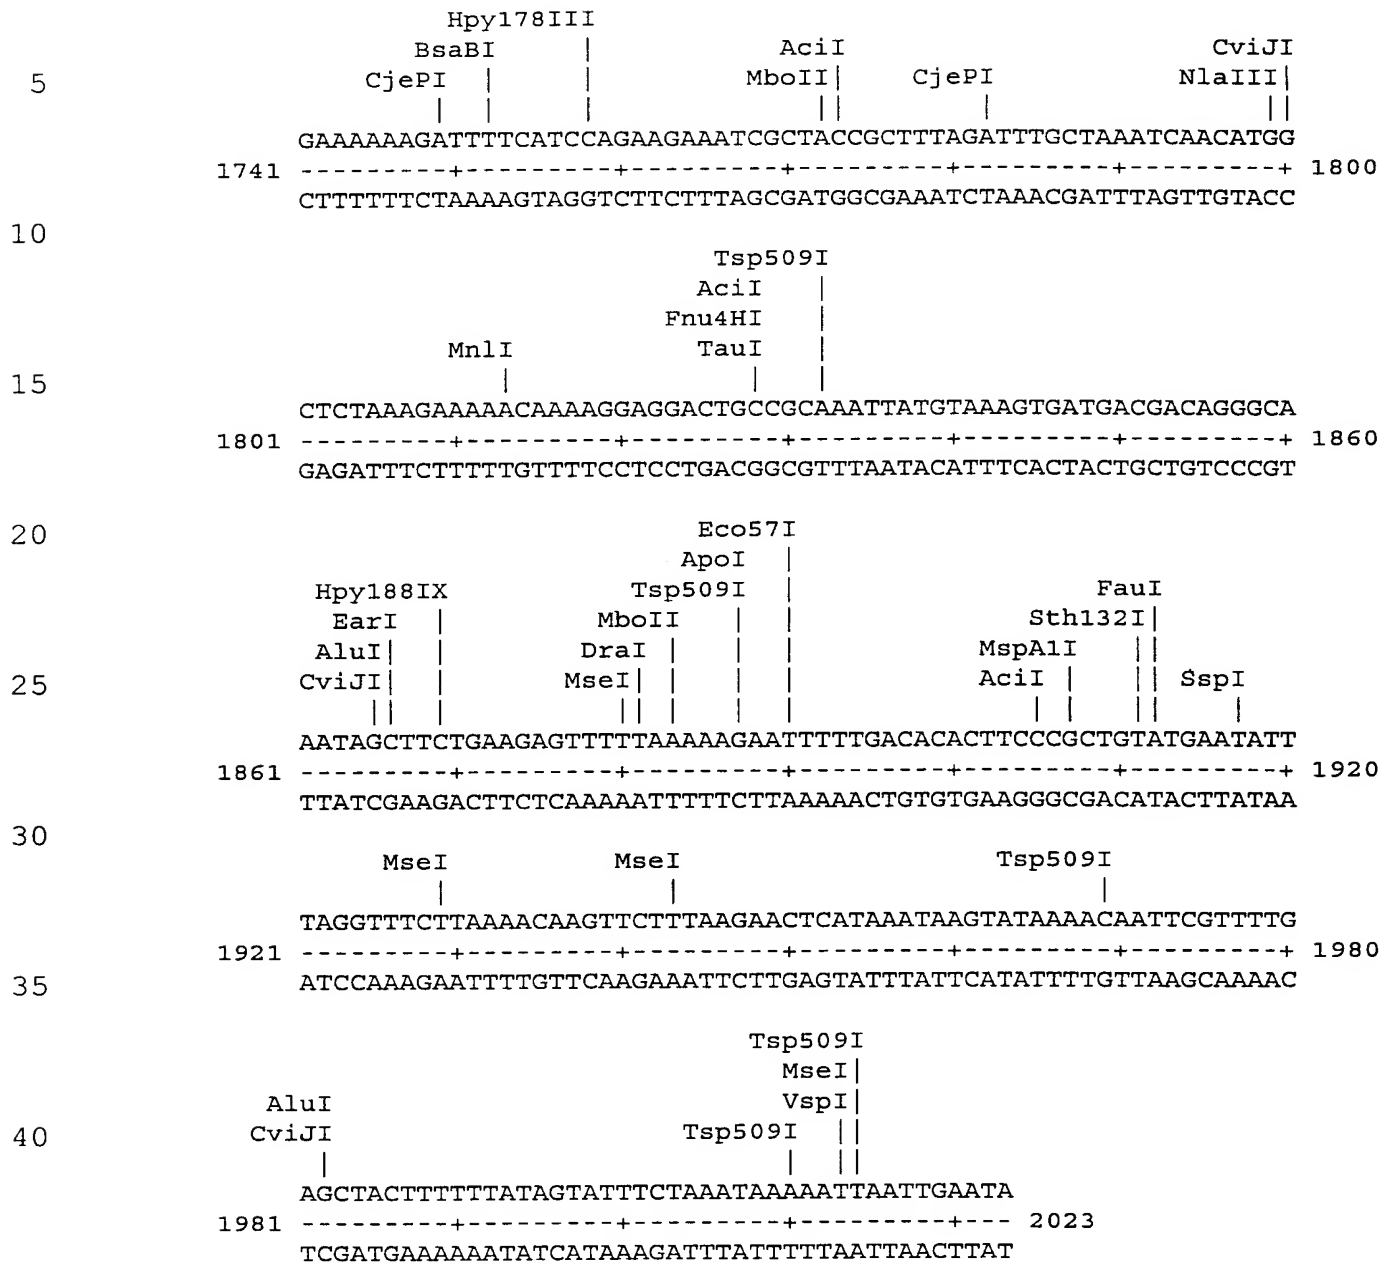 Hpy178III
BsaBI | AciI CviJI
5 CjePI | | MboII| CjePI NlaIII|
| | | || | ||
GAAAAAAGATTTTCATCCAGAAGAAATCGCTACCGCTTTAGATTTGCTAAATCAACATGG
1741 ---------+---------+---------+---------+---------+---------+ 1800
CTTTTTTCTAAAAGTAGGTCTTCTTTAGCGATGGCGAAATCTAAACGATTTAGTTGTACC
10
Tsp509I
AciI |
Fnu4HI |
MnlI TauI |
15 | | |
CTCTAAAGAAAAACAAAAGGAGGACTGCCGCAAATTATGTAAAGTGATGACGACAGGGCA
1801 ---------+---------+---------+---------+---------+---------+ 1860
GAGATTTCTTTTTGTTTTCCTCCTGACGGCGTTTAATACATTTCACTACTGCTGTCCCGT
20 Eco57I
ApoI |
Hpy188IX Tsp509I | FauI
EarI | MboII | | Sth132I|
AluI| | DraI | | | MspA1I ||
25 CviJI| | MseI| | | | AciI | || SspI
|| | || | | | | | || |
AATAGCTTCTGAAGAGTTTTTAAAAAGAATTTTTTGACACACTTCCCGCTGTATGAATATT
1861 ---------+---------+---------+---------+---------+---------+ 1920
TTATCGAAGACTTCTCAAAAATTTTTCTTAAAAAACTGTGTGAAGGGCGACATACTTATAA
30
MseI MseI Tsp509I
| | |
TAGGTTTCTTAAAACAAGTTCTTTAAGAACTCATAAATAAGTATAAAACAATTCGTTTTG
1921 ---------+---------+---------+---------+---------+---------+ 1980
35 ATCCAAAGAATTTTGTTCAAGAAATTCTTGAGTATTTATTCATATTTTGTTAAGCAAAAC
Tsp509I
MseI|
AluI VspI|
40 CviJI Tsp509I ||
| | ||
AGCTACTTTTTTATAGTATTTCTAAATAAAAATTAATTGAATA
1981 ---------+---------+---------+---------+--- 2023
TCGATGAAAAAATATCATAAAGATTTATTTTTAATTAACTTAT